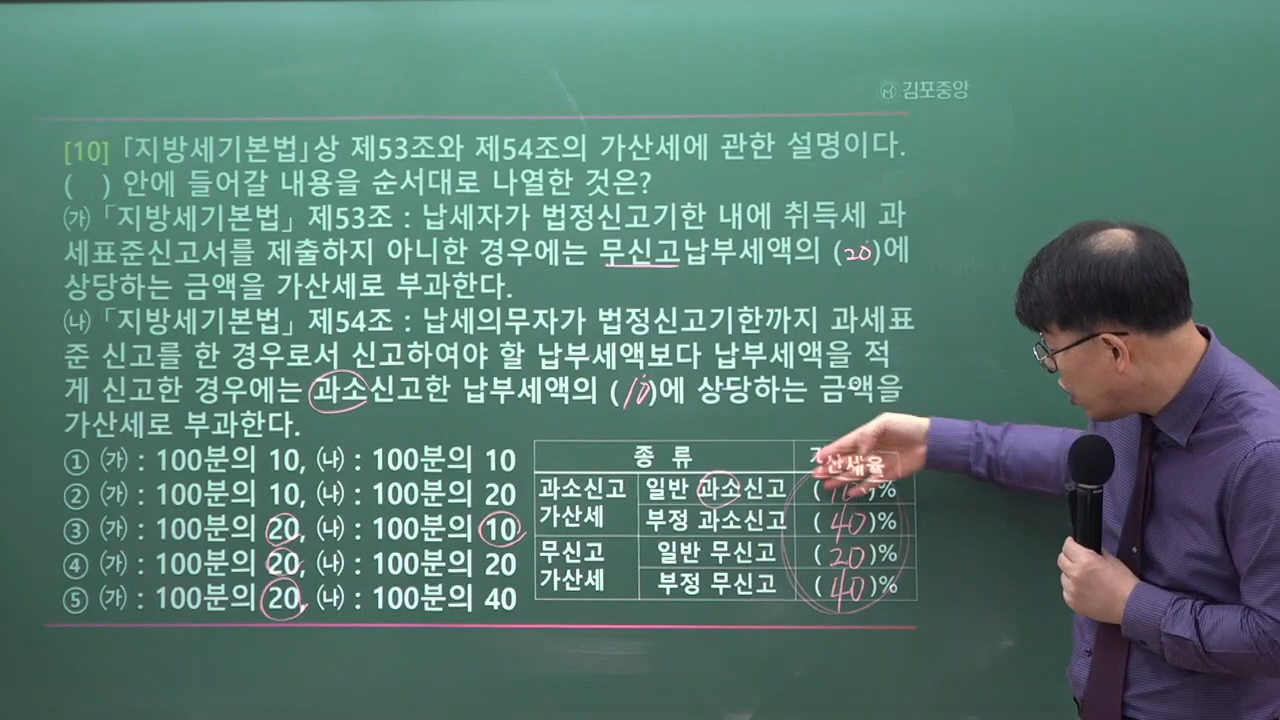 김포중앙
[10] 「지방세기본법」상 제53조와 제54조의 가산세에 관한 설명이다.
( ) 안에 들어갈 내용을 순서대로 나열한 것은?
㈎ 「지방세기본법」 제53조 : 납세자가 법정신고기한 내에 취득세 과
세표준신고서를 제출하지 아니한 경우에는 무신고납부세액의 (20)에
상당하는 금액을 가산세로 부과한다.
㈏ 「지방세기본법」 제54조 : 납세의무자가 법정신고기한까지 과세표
준 신고를 한 경우로서 신고하여야 할 납부세액보다 납부세액을 적
게 신고한 경우에는 과소신고한 납부세액의 (10)에 상당하는 금액을
가산세로 부과한다.
① ㈎ : 100분의 10, ㈏ : 100분의 10
② ㈎ : 100분의 10, ㈏ : 100분의 20
③ ㈎ : 100분의 20, ㈏ : 100분의 10
④ ㈎ : 100분의 20, ㈏ : 100분의 20
⑤ ㈎ : 100분의 20, ㈏ : 100분의 40
종 류 산세율
과소신고 일반 과소신고 (10)%
가산세 부정 과소신고 (40)%
무신고 일반 무신고 (20)%
가산세 부정 무신고 (40)%